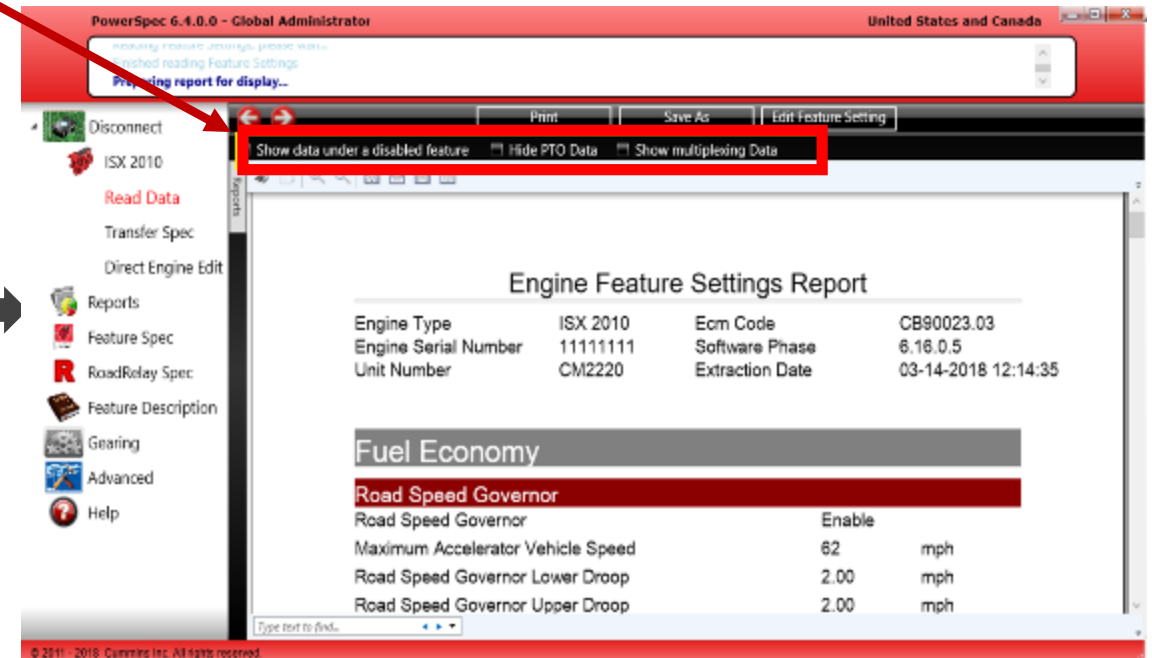 PowerSpec 6.4.0.0 - Global Administrator United States and Canada
Reading Feature Settings, please wait...
Finished reading Feature Settings
Preparing report for display...
Disconnect
ISX 2010
Read Data
Transfer Spec
Direct Engine Edit
Reports
Feature Spec
RoadRelay Spec
Feature Description
Gearing
Advanced
Help
Print Save As Edit Feature Setting
Show data under a disabled feature Hide PTO Data Show multiplexing Data
Reports
Engine Feature Settings Report
Engine Type ISX 2010 Ecm Code CB90023.03
Engine Serial Number 11111111 Software Phase 6.16.0.5
Unit Number CM2220 Extraction Date 03-14-2018 12:14:35
Fuel Economy
Road Speed Governor
Road Speed Governor Enable
Maximum Accelerator Vehicle Speed 62 mph
Road Speed Governor Lower Droop 2.00 mph
Road Speed Governor Upper Droop 2.00 mph
Type text to find...
© 2011 - 2018 Cummins Inc. All rights reserved.